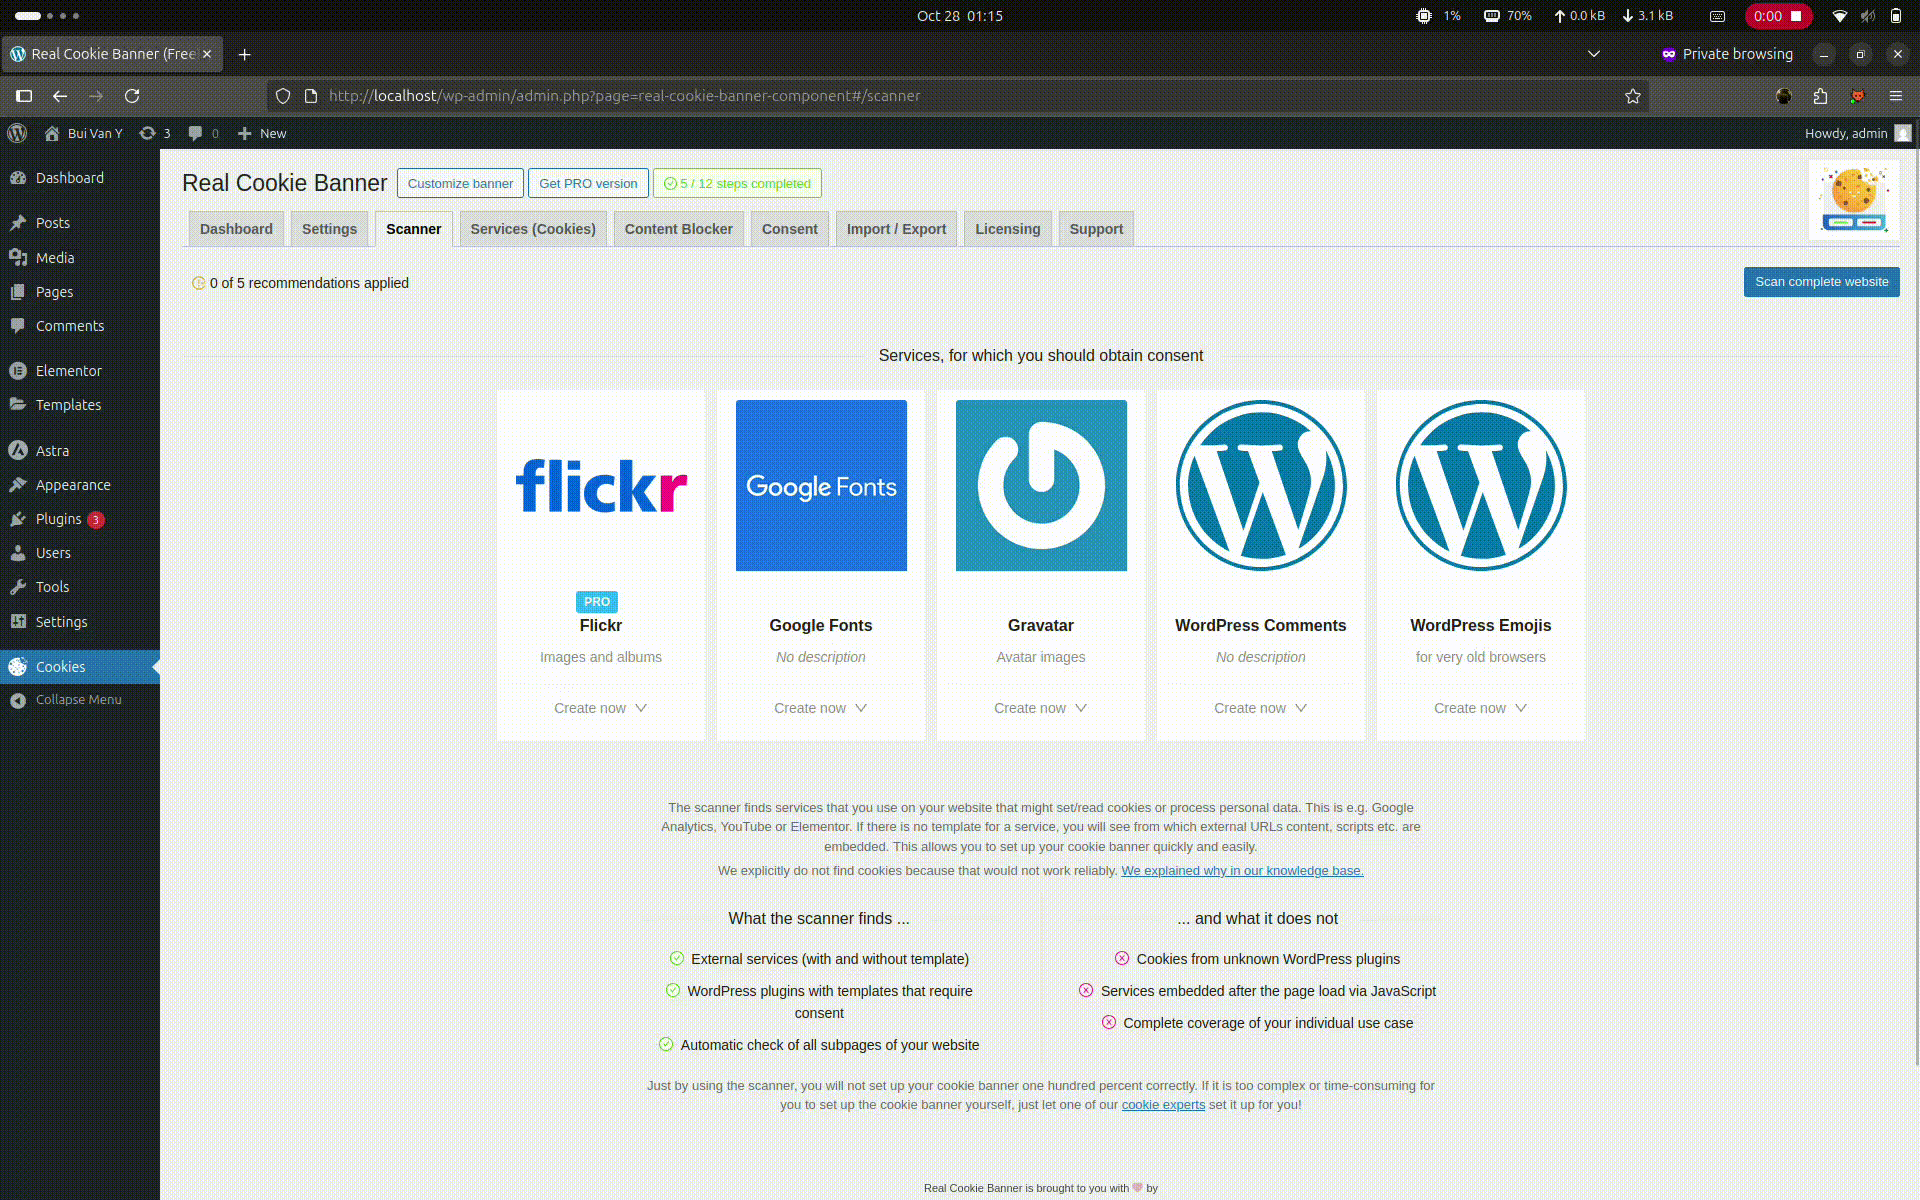 Oct 28 01:15
1%
70%
0.0 kB
3.1 kB
0:00
Real Cookie Banner (Free
Private browsing
http://localhost/wp-admin/admin.php?page=real-cookie-banner-component#/scanner
Bui Van Y
3
0
New
Howdy, admin
Dashboard
Posts
Media
Pages
Comments
Elementor
Templates
Astra
Appearance
Plugins 3
Users
Tools
Settings
Cookies
Collapse Menu
Real Cookie Banner
Customize banner
Get PRO version
5 / 12 steps completed
Dashboard
Settings
Scanner
Services (Cookies)
Content Blocker
Consent
Import / Export
Licensing
Support
0 of 5 recommendations applied
Scan complete website
Services, for which you should obtain consent
flickr
PRO
Flickr
Images and albums
Create now
Google Fonts
Google Fonts
No description
Create now
Gravatar
Avatar images
Create now
WordPress Comments
No description
Create now
WordPress Emojis
for very old browsers
Create now
The scanner finds services that you use on your website that might set/read cookies or process personal data. This is e.g. Google
Analytics, YouTube or Elementor. If there is no template for a service, you will see from which external URLs content, scripts etc. are
embedded. This allows you to set up your cookie banner quickly and easily.
We explicitly do not find cookies because that would not work reliably. We explained why in our knowledge base.
What the scanner finds ...
External services (with and without template)
WordPress plugins with templates that require
consent
Automatic check of all subpages of your website
... and what it does not
Cookies from unknown WordPress plugins
Services embedded after the page load via JavaScript
Complete coverage of your individual use case
Just by using the scanner, you will not set up your cookie banner one hundred percent correctly. If it is too complex or time-consuming for
you to set up the cookie banner yourself, just let one of our cookie experts set it up for you!
Real Cookie Banner is brought to you with by